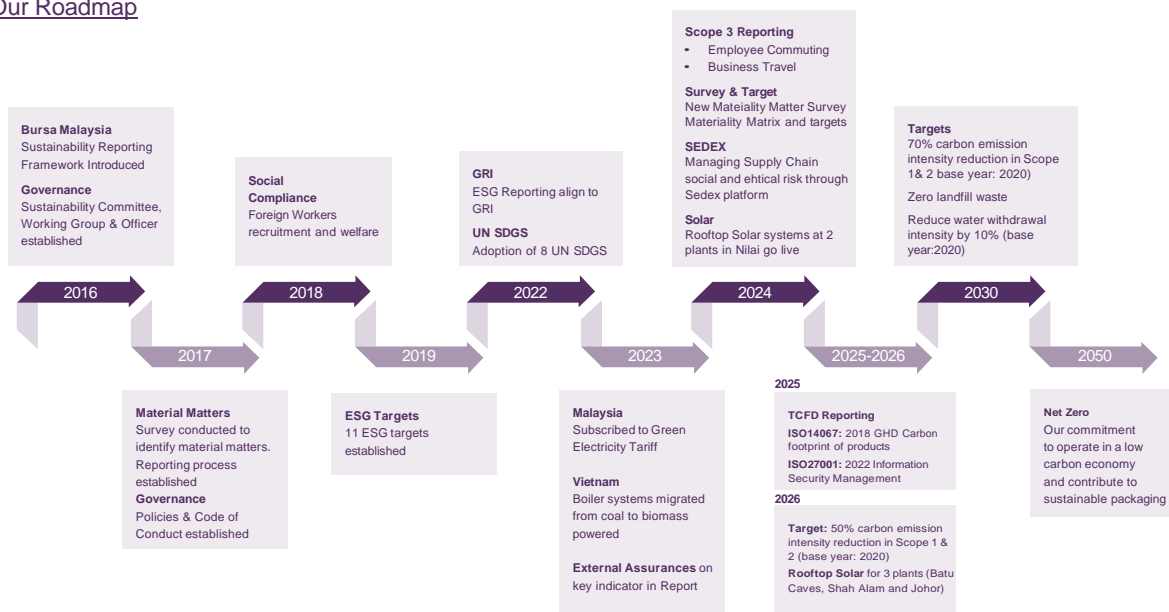 Our Roadmap
Bursa Malaysia
Sustainability Reporting
Framework Introduced
Governance
Sustainability Committee,
Working Group & Officer
established
2016
2017
Material Matters
Survey conducted to
identify material matters.
Reporting process
established
Governance
Policies & Code of
Conduct established
Social
Compliance
Foreign Workers
recruitment and welfare
2018
2019
ESG Targets
11 ESG targets
established
GRI
ESG Reporting align to
GRI
UN SDGS
Adoption of 8 UN SDGS
2022
2023
Malaysia
Subscribed to Green
Electricity Tariff
Vietnam
Boiler systems migrated
from coal to biomass
powered
External Assurances on
key indicator in Report
Scope 3 Reporting
• Employee Commuting
• Business Travel
Survey & Target
New Mateiality Matter Survey
Materiality Matrix and targets
SEDEX
Managing Supply Chain
social and ehtical risk through
Sedex platform
Solar
Rooftop Solar systems at 2
plants in Nilai go live
2024
2025-2026
2025
TCFD Reporting
ISO14067: 2018 GHD Carbon
footprint of products
ISO27001: 2022 Information
Security Management
2026
Target: 50% carbon emission
intensity reduction in Scope 1 &
2 (base year: 2020)
Rooftop Solar for 3 plants (Batu
Caves, Shah Alam and Johor)
Targets
70% carbon emission
intensity reduction in Scope
1& 2 base year: 2020)
Zero landfill waste
Reduce water withdrawal
intensity by 10% (base
year:2020)
2030
2050
Net Zero
Our commitment
to operate in a low
carbon economy
and contribute to
sustainable packaging